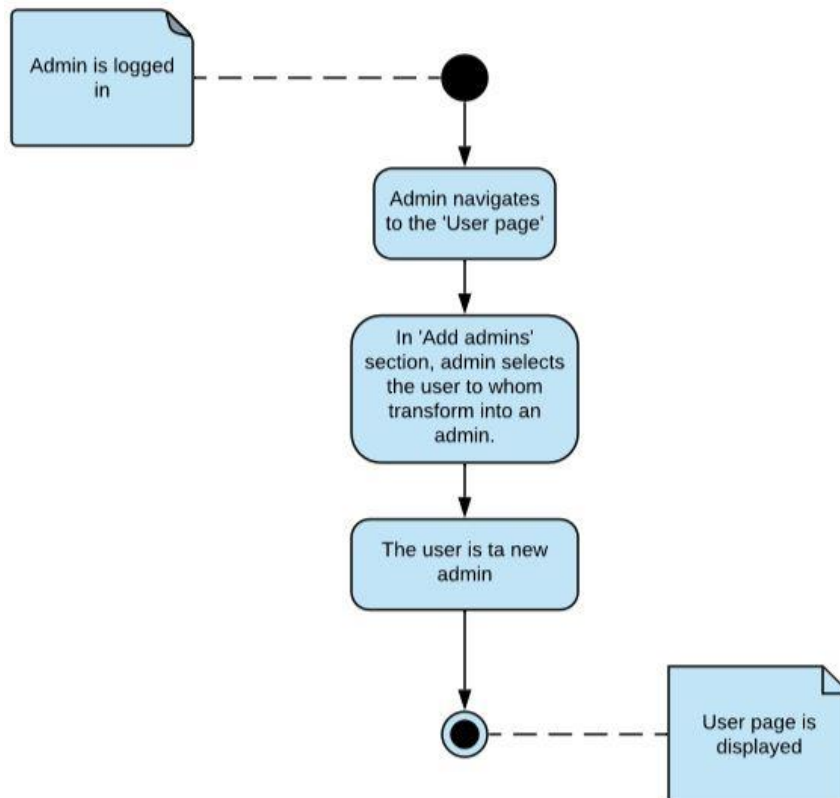 Admin is logged
in
Admin navigates
to the 'User page'
In 'Add admins'
section, admin selects
the user to whom
transform into an
admin.
The user is ta new
admin
User page is
displayed